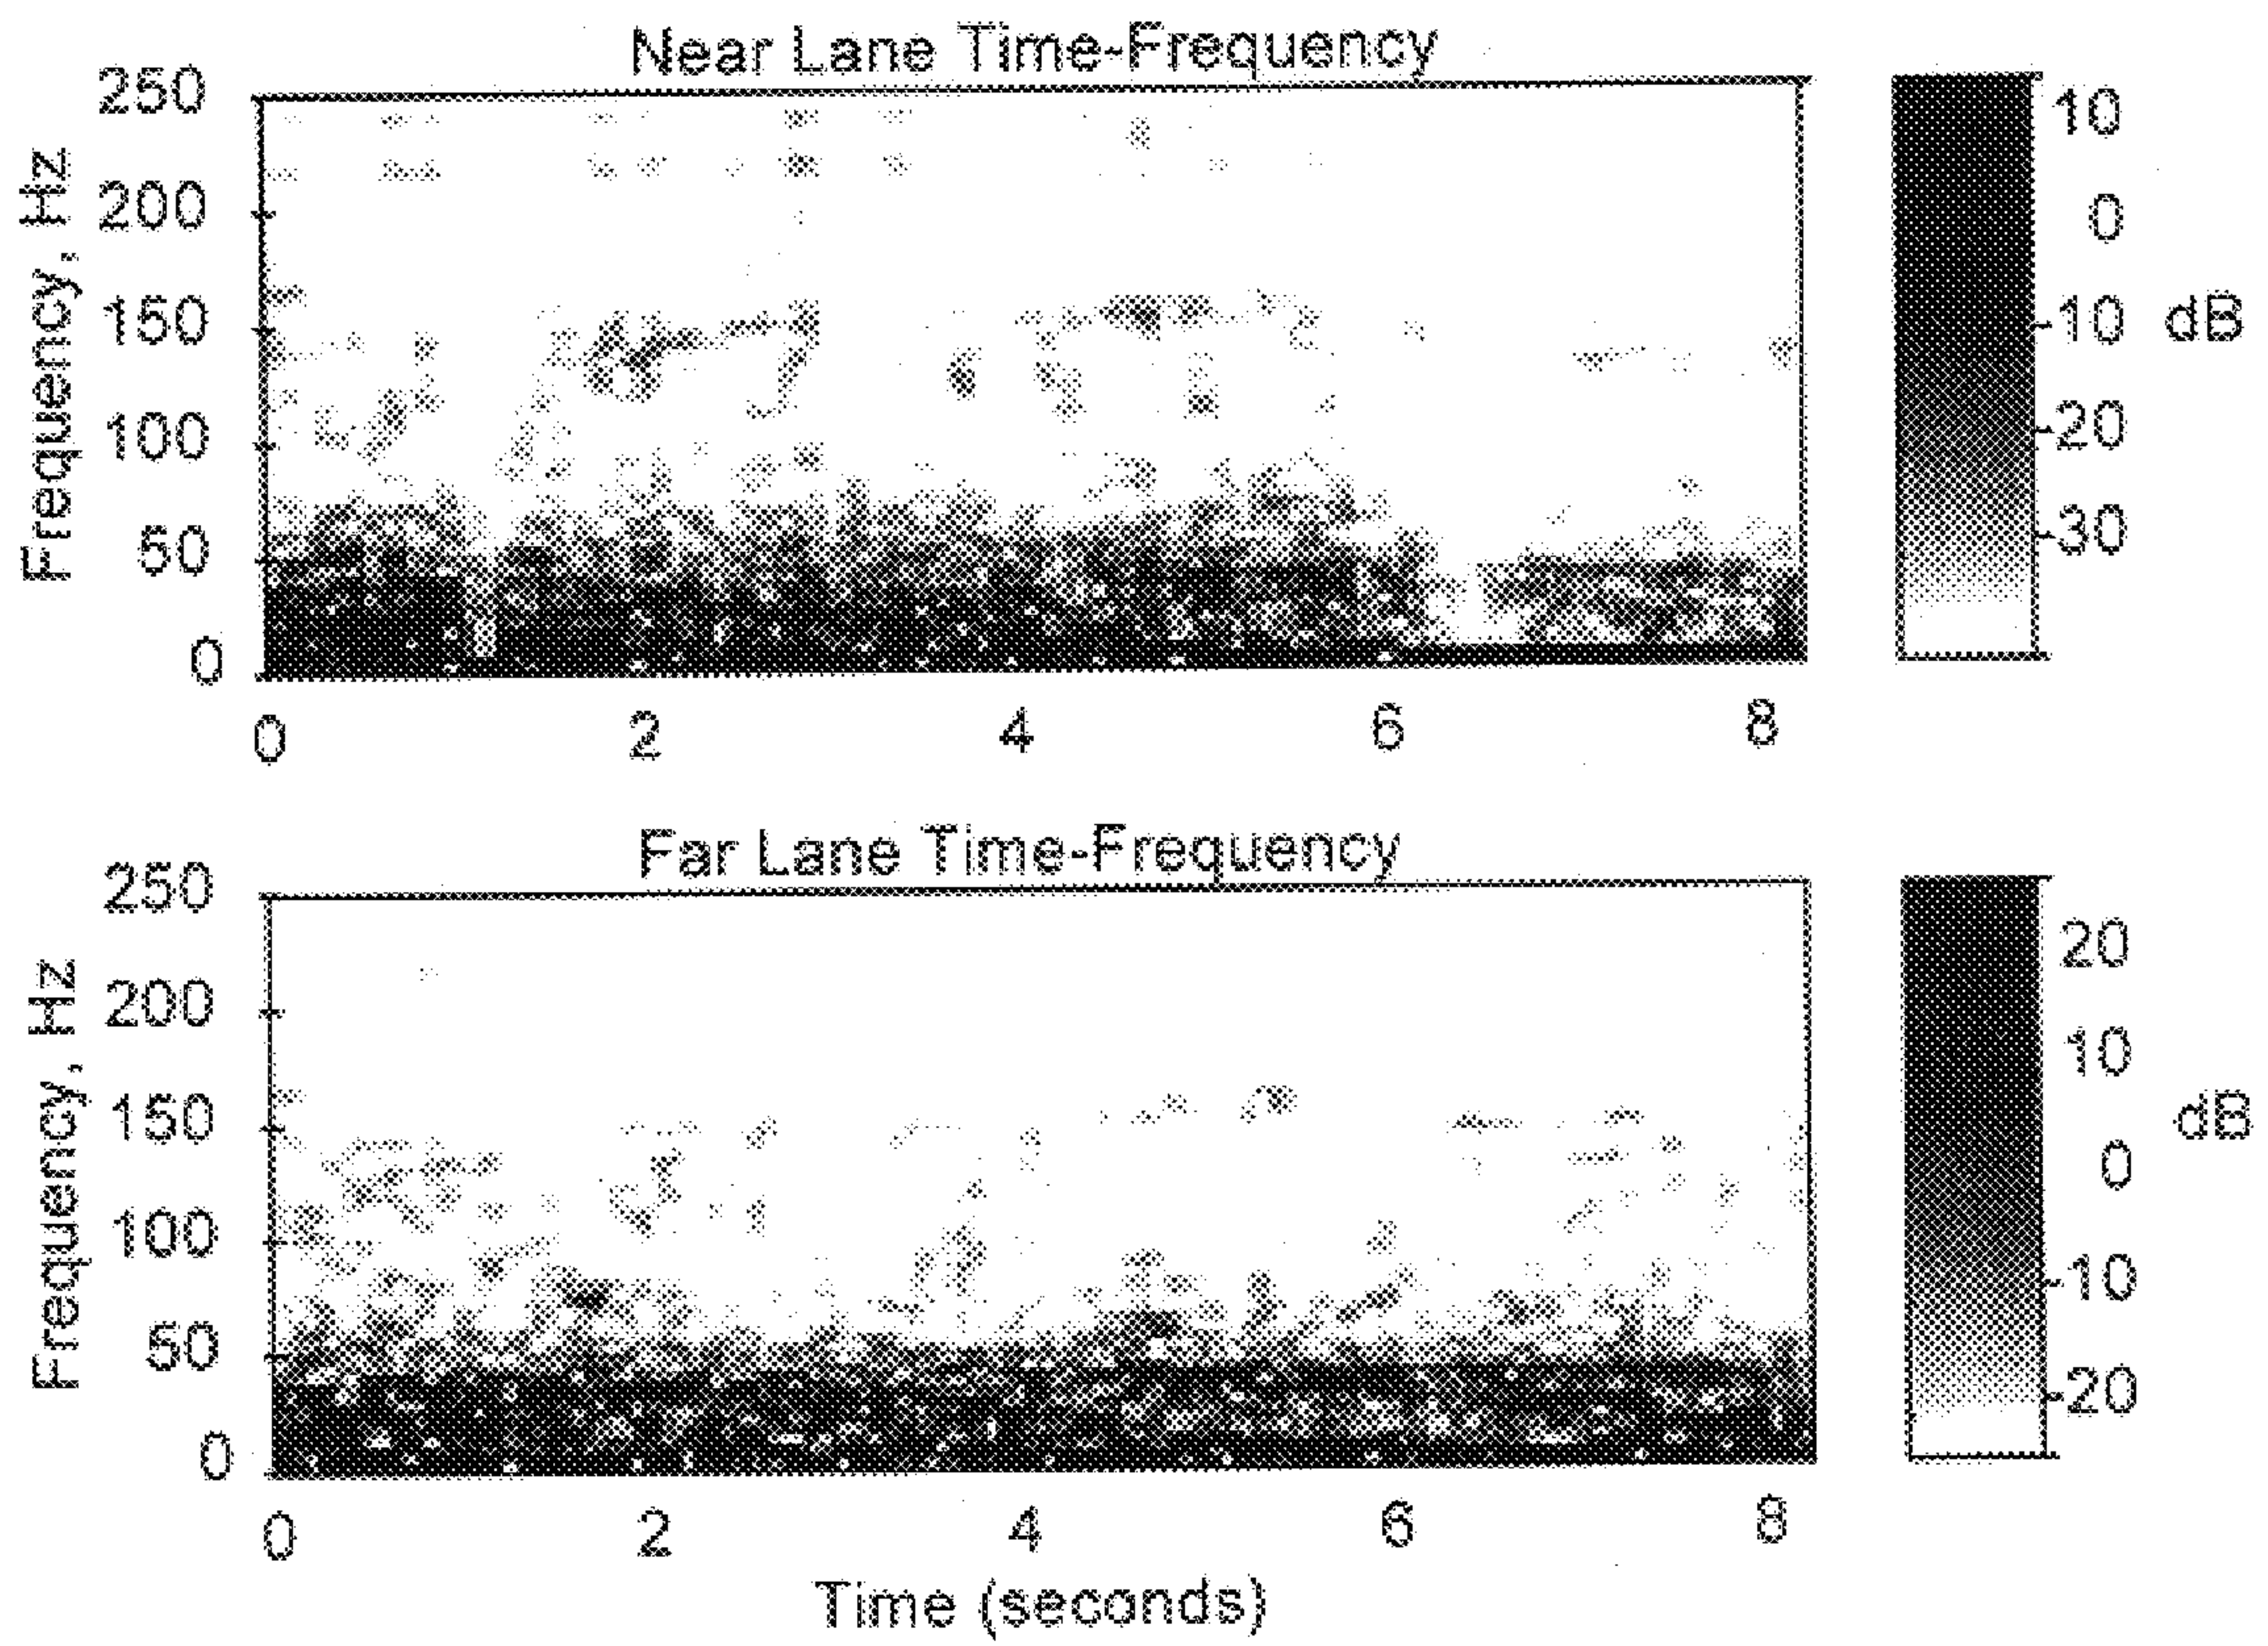 Near Lane Time-Frequency
250
200
150
100
50
0
Frequency, Hz
0 2 4 6 8
10
0
-10
-20
-30
dB
Far Lane Time-Frequency
250
200
150
100
50
0
Frequency, Hz
0 2 4 6 8
Time (seconds)
20
10
0
-10
-20
dB